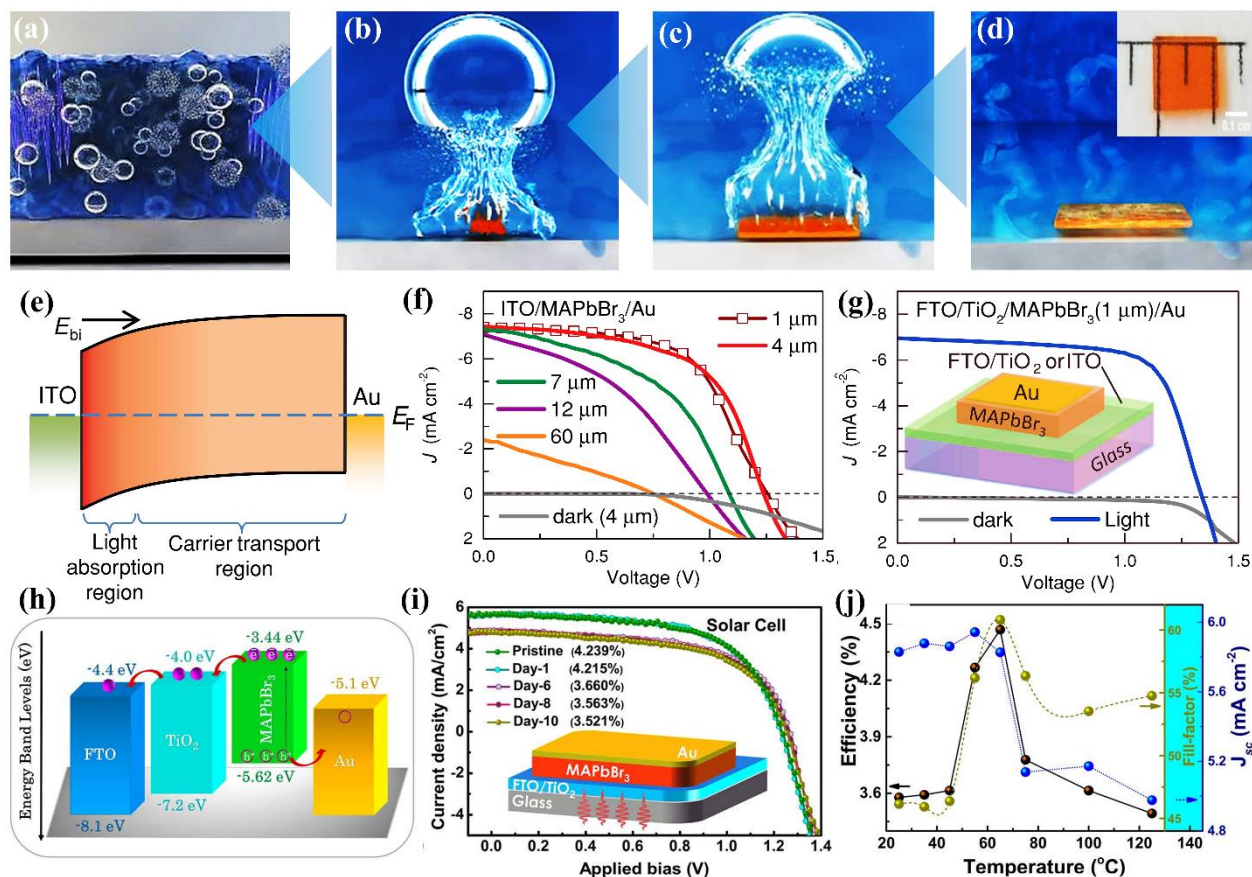 (a)
(b)
(c)
(d)
0.1 cm
(e)
E_bi
ITO
Au
E_F
Light
absorption
region
Carrier transport
region
(f)
ITO/MAPbBr₃/Au
1 μm
4 μm
7 μm
12 μm
60 μm
dark (4 μm)
J (mA cm⁻²)
-8
-6
-4
-2
0
2
0.0
0.5
1.0
1.5
Voltage (V)
(g)
FTO/TiO₂/MAPbBr₃(1 μm)/Au
FTO/TiO₂ or ITO
Au
MAPbBr₃
Glass
dark
Light
J (mA cm⁻²)
-8
-6
-4
-2
0
2
0.0
0.5
1.0
1.5
Voltage (V)
(h)
Energy Band Levels (eV)
-4.4 eV
-4.0 eV
-3.44 eV
-5.1 eV
e e e
FTO
TiO₂
MAPbBr₃
Au
h⁺ h⁺ h⁺
-5.62 eV
-7.2 eV
-8.1 eV
(i)
Solar Cell
Pristine (4.239%)
Day-1 (4.215%)
Day-6 (3.660%)
Day-8 (3.563%)
Day-10 (3.521%)
Au
MAPbBr₃
FTO/TiO₂
Glass
Current density (mA/cm²)
6
4
2
0
-2
-4
0.0
0.2
0.4
0.6
0.8
1.0
1.2
1.4
Applied bias (V)
(j)
Efficiency (%)
4.5
4.2
3.9
3.6
Fill-factor (%)
60
55
50
45
J_sc (mA cm⁻²)
6.0
5.6
5.2
4.8
20
40
60
80
100
120
140
Temperature (°C)